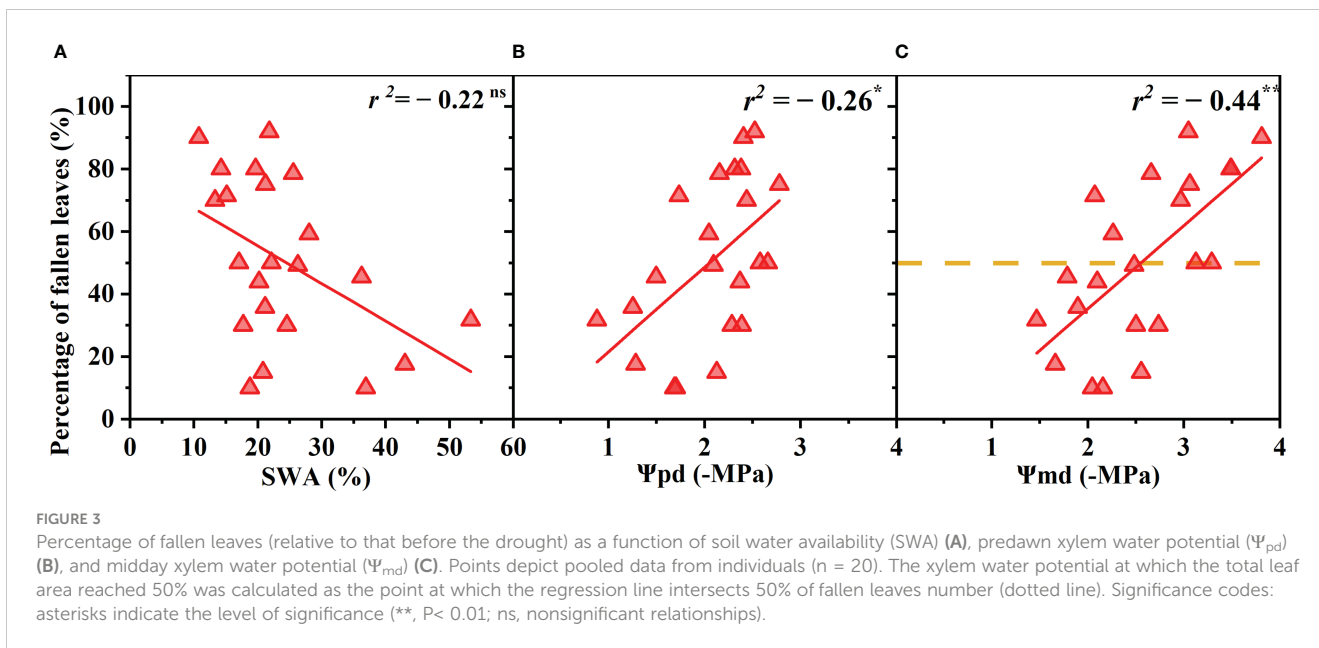 A
B
C
r² = − 0.22 ns
r² = − 0.26*
r² = − 0.44**
Percentage of fallen leaves (%)
100
80
60
40
20
0
0 10 20 30 40 50 60
1 2 3 4
1 2 3 4
SWA (%)
Ψpd (-MPa)
Ψmd (-MPa)
FIGURE 3
Percentage of fallen leaves (relative to that before the drought) as a function of soil water availability (SWA) (A), predawn xylem water potential (Ψpd)
(B), and midday xylem water potential (Ψmd) (C). Points depict pooled data from individuals (n = 20). The xylem water potential at which the total leaf
area reached 50% was calculated as the point at which the regression line intersects 50% of fallen leaves number (dotted line). Significance codes:
asterisks indicate the level of significance (**, P< 0.01; ns, nonsignificant relationships).